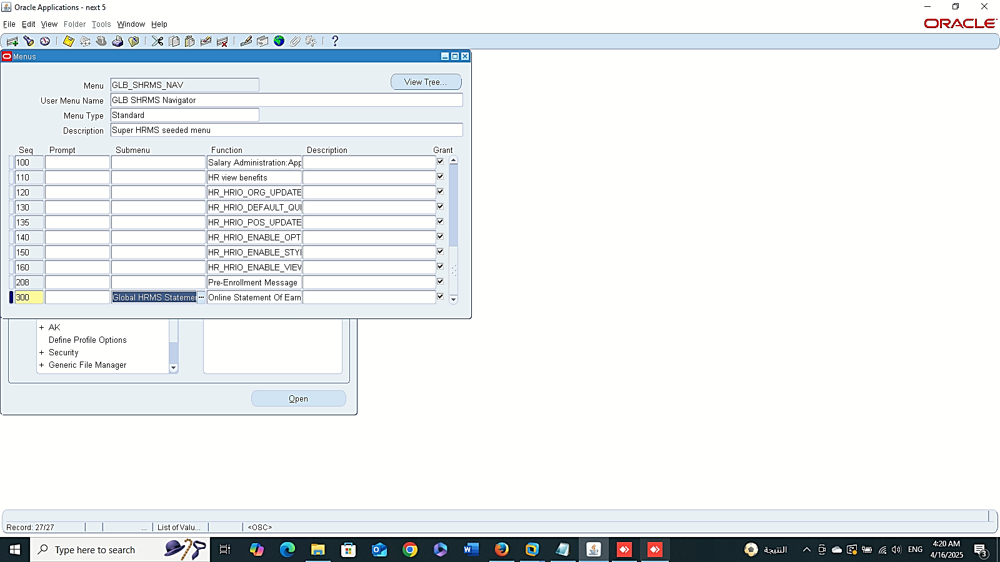 Oracle Applications - next 5
File Edit View Folder Tools Window Help
ORACLE
Menus
Menu GLB_SHRMS_NAV
View Tree...
User Menu Name GLB SHRMS Navigator
Menu Type Standard
Description Super HRMS seeded menu
Seq Prompt Submenu Function Description Grant
100 Salary Administration:App
110 HR view benefits
120 HR_HRIO_ORG_UPDATE
130 HR_HRIO_DEFAULT_QUI
135 HR_HRIO_POS_UPDATE
140 HR_HRIO_ENABLE_OPT
150 HR_HRIO_ENABLE_STYI
160 HR_HRIO_ENABLE_VIEW
208 Pre-Enrollment Message
300 Global HRMS Stateme ... Online Statement Of Earn
+ AK
Define Profile Options
+ Security
+ Generic File Manager
Open
Record: 27/27 ... List of Valu... <OSC>
Type here to search
النتيجة
ENG
4:20 AM
4/16/2025
3